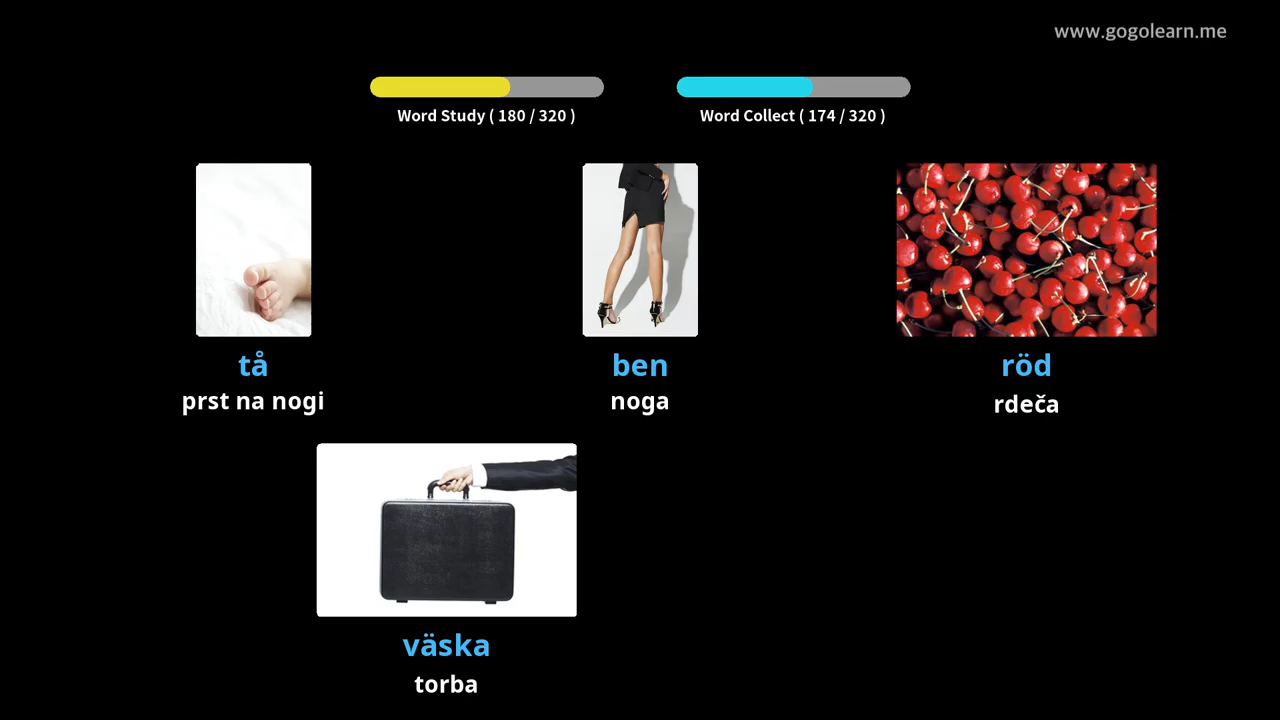 www.gogolearn.me
Word Study ( 180 / 320 )
Word Collect ( 174 / 320 )
tå
prst na nogi
ben
noga
röd
rdeča
väska
torba